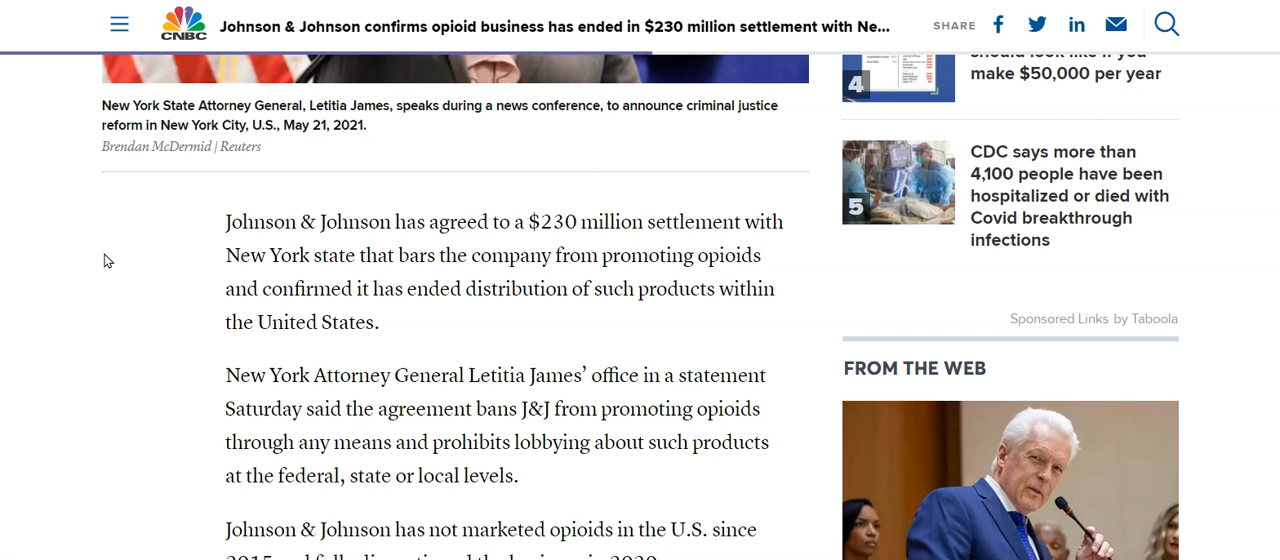 CNBC
Johnson & Johnson confirms opioid business has ended in $230 million settlement with Ne...
SHARE
New York State Attorney General, Letitia James, speaks during a news conference, to announce criminal justice
reform in New York City, U.S., May 21, 2021.
Brendan McDermid | Reuters
Johnson & Johnson has agreed to a $230 million settlement with
New York state that bars the company from promoting opioids
and confirmed it has ended distribution of such products within
the United States.
New York Attorney General Letitia James’ office in a statement
Saturday said the agreement bans J&J from promoting opioids
through any means and prohibits lobbying about such products
at the federal, state or local levels.
Johnson & Johnson has not marketed opioids in the U.S. since
4
make $50,000 per year
5
CDC says more than
4,100 people have been
hospitalized or died with
Covid breakthrough
infections
Sponsored Links by Taboola
FROM THE WEB